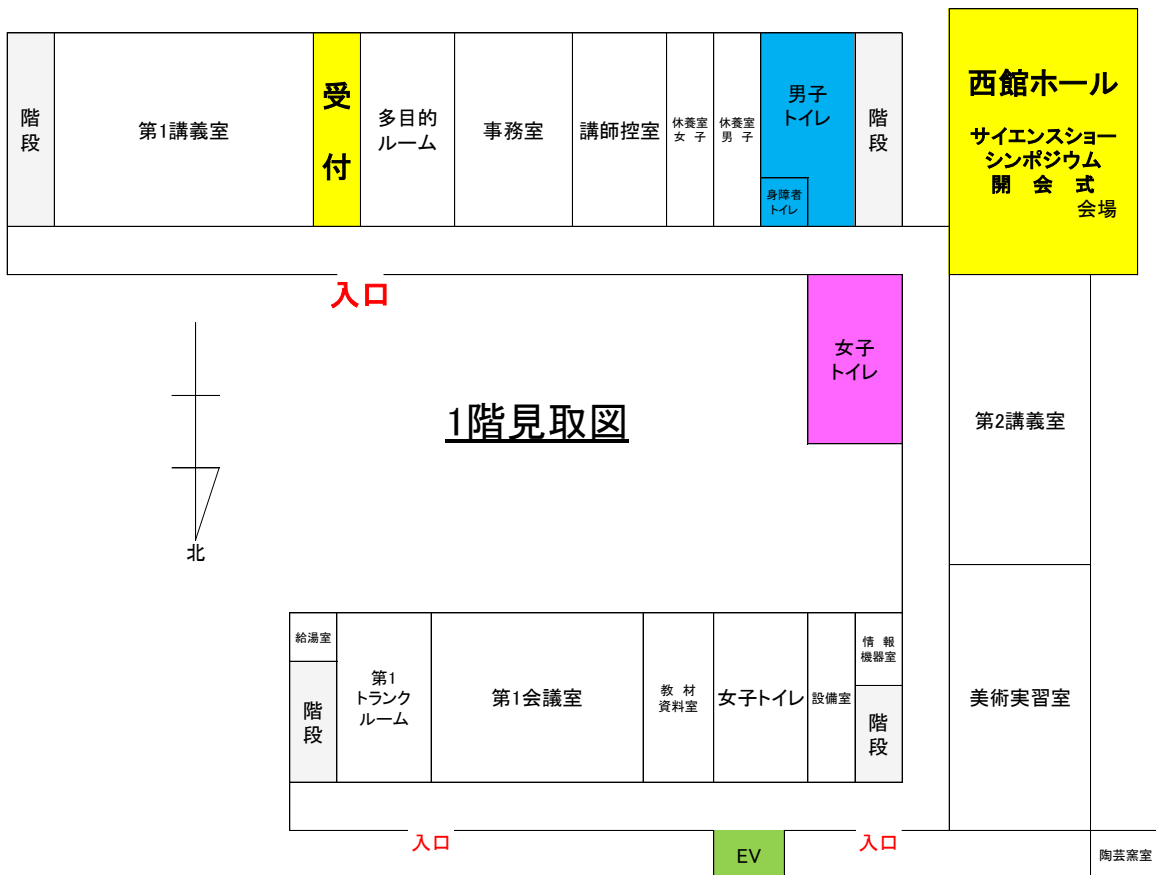 階
段
第1講義室
受
付
多目的
ルーム
事務室
講師控室
休養室
女 子
休養室
男 子
男子
トイレ
身障者
トイレ
階
段
西館ホール
サイエンスショー
シンポジウム
開 会 式
会場
入口
女子
トイレ
1階見取図
第2講義室
北
給湯室
階
段
第1
トランク
ルーム
第1会議室
教 材
資料室
女子トイレ
設備室
情 報
機器室
階
段
美術実習室
入口
EV
入口
陶芸窯室